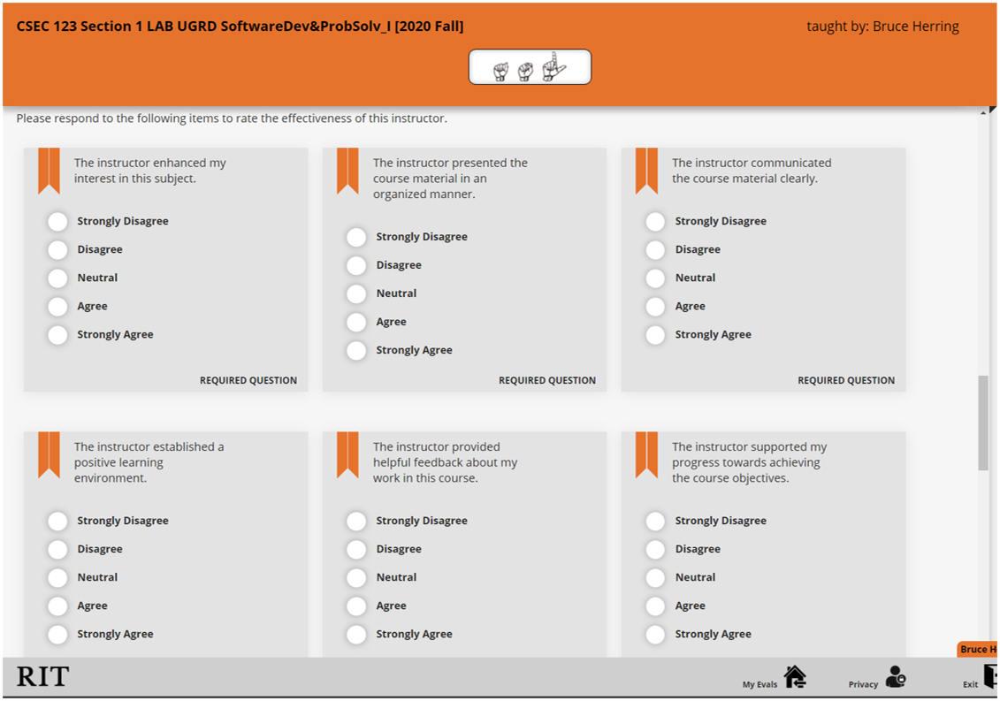 CSEC 123 Section 1 LAB UGRD SoftwareDev&ProbSolv_I [2020 Fall]
taught by: Bruce Herring
Please respond to the following items to rate the effectiveness of this instructor.
The instructor enhanced my
interest in this subject.
Strongly Disagree
Disagree
Neutral
Agree
Strongly Agree
REQUIRED QUESTION
The instructor presented the
course material in an
organized manner.
Strongly Disagree
Disagree
Neutral
Agree
Strongly Agree
REQUIRED QUESTION
The instructor communicated
the course material clearly.
Strongly Disagree
Disagree
Neutral
Agree
Strongly Agree
REQUIRED QUESTION
The instructor established a
positive learning
environment.
Strongly Disagree
Disagree
Neutral
Agree
Strongly Agree
The instructor provided
helpful feedback about my
work in this course.
Strongly Disagree
Disagree
Neutral
Agree
Strongly Agree
The instructor supported my
progress towards achieving
the course objectives.
Strongly Disagree
Disagree
Neutral
Agree
Strongly Agree
Bruce H
RIT
My Evals
Privacy
Exit